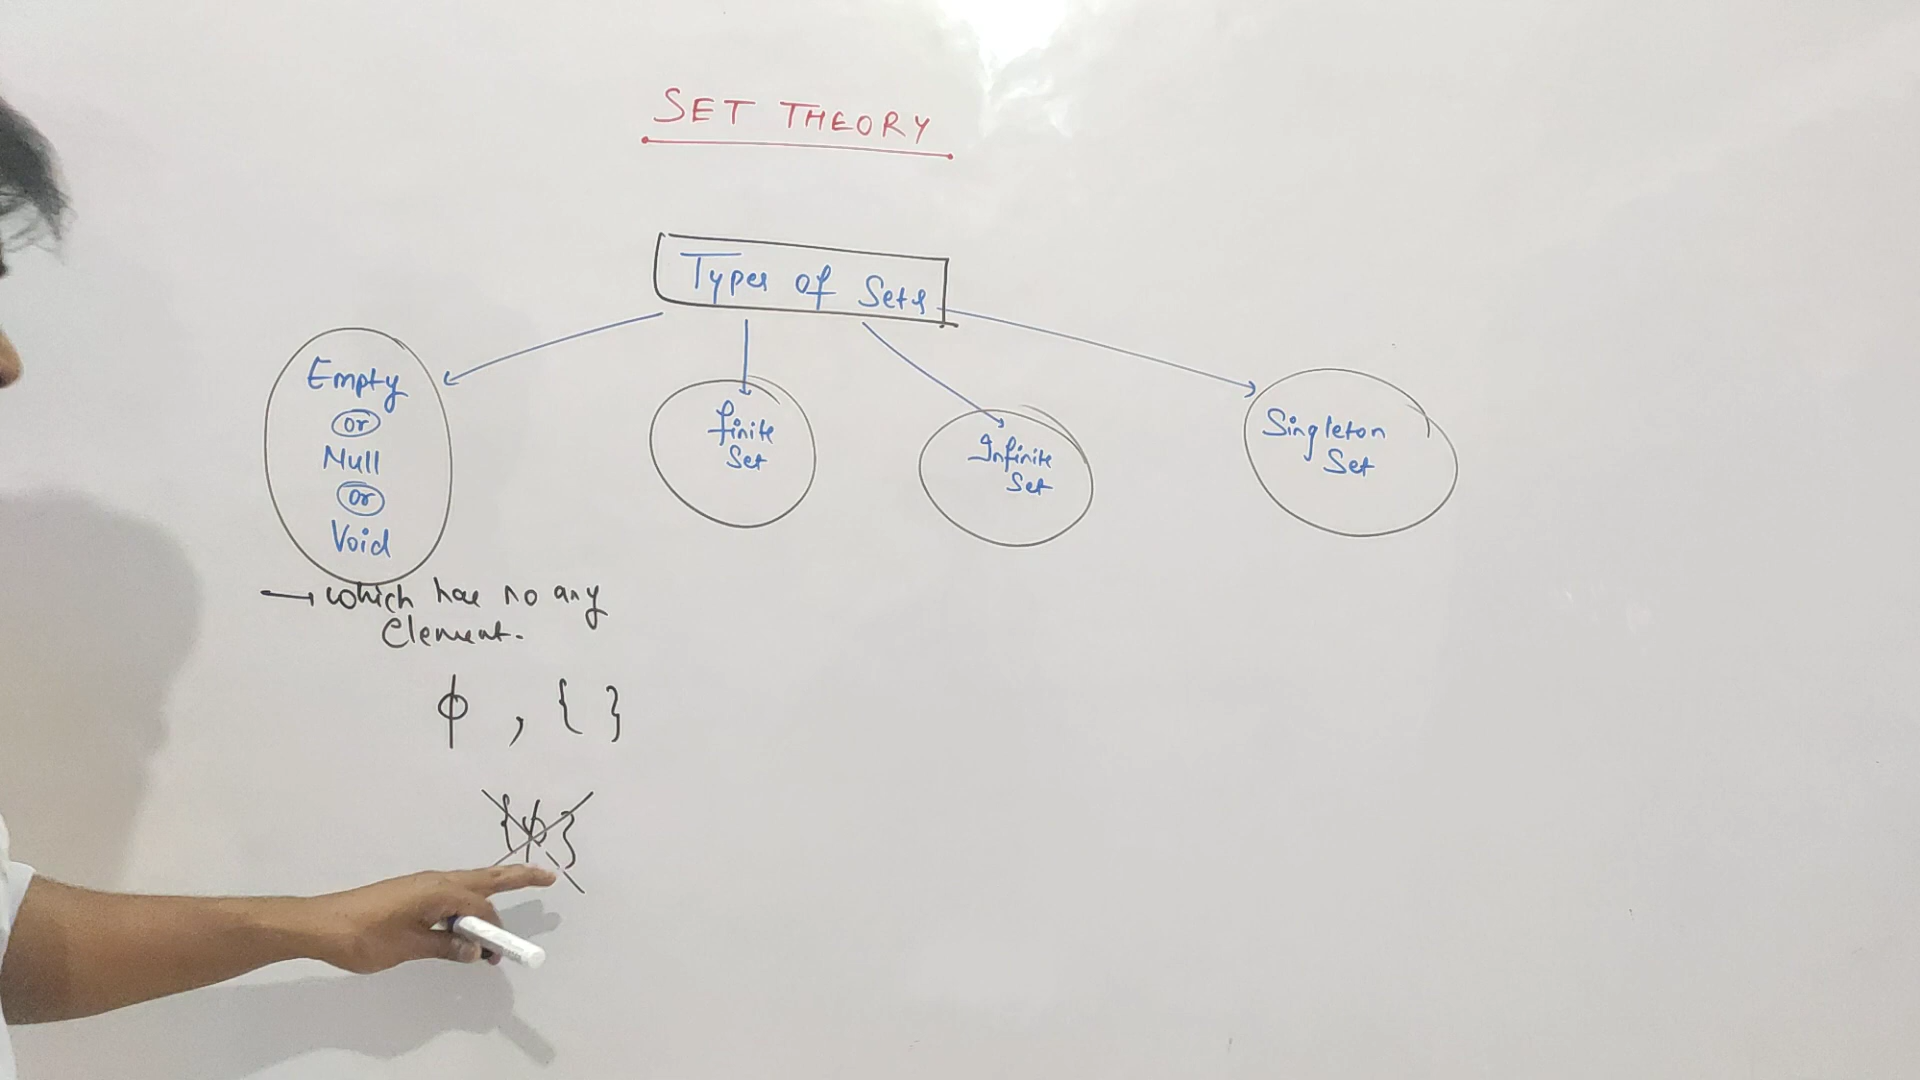 SET THEORY
Types of Sets
Empty
or
Null
or
Void
finite
Set
Infinite
Set
Singleton
Set
→ which has no any
Element.
ϕ , { }
{ϕ}